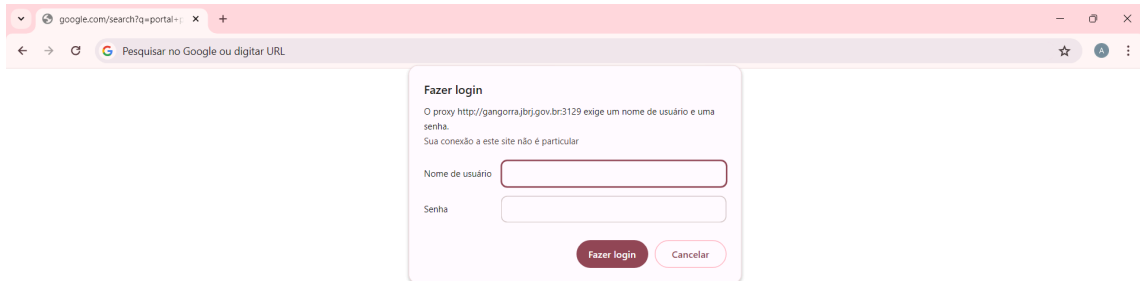 google.com/search?q=portal+
Pesquisar no Google ou digitar URL
A
Fazer login
O proxy http://gangorra.jbrj.gov.br:3129 exige um nome de usuário e uma
senha.
Sua conexão a este site não é particular
Nome de usuário
Senha
Fazer login
Cancelar